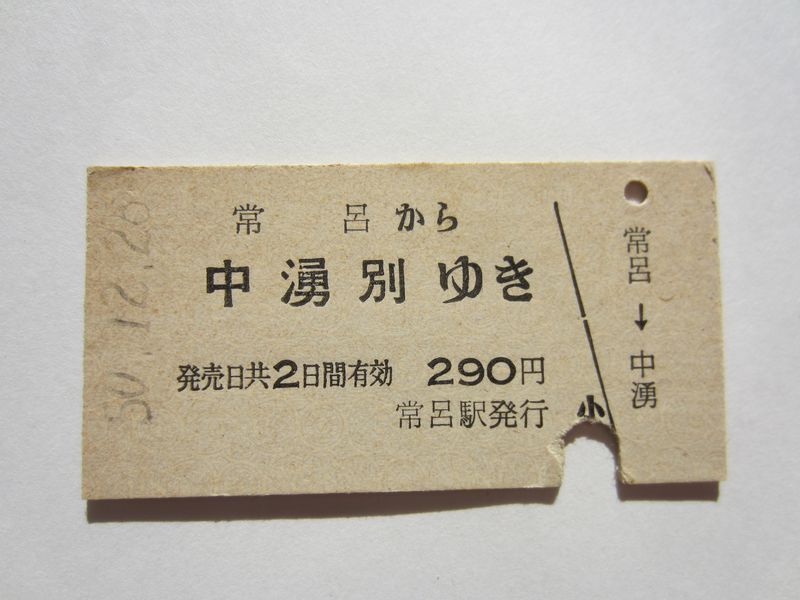 50.12.26
常呂から
中湧別ゆき
発売日共2日間有効 290円
常呂駅発行
小
常呂→中湧